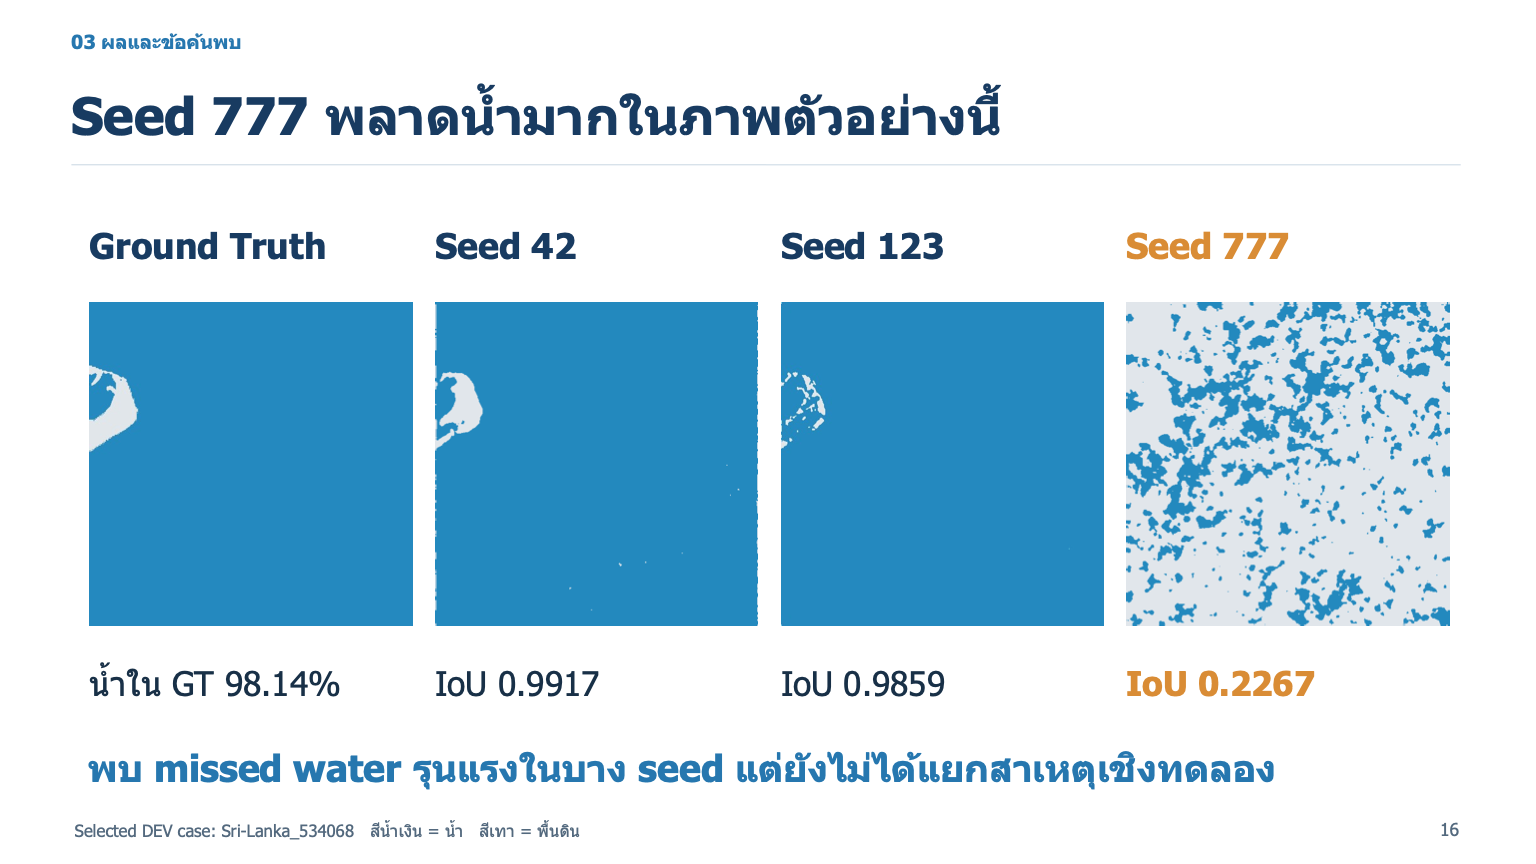 03 ผลและข้อค้นพบ
Seed 777 พลาดน้ำมากในภาพตัวอย่างนี้
Ground Truth
Seed 42
Seed 123
Seed 777
น้ำใน GT 98.14%
IoU 0.9917
IoU 0.9859
IoU 0.2267
พบ missed water รุนแรงในบาง seed แต่ยังไม่ได้แยกสาเหตุเชิงทดลอง
Selected DEV case: Sri-Lanka_534068 สีน้ำเงิน = น้ำ สีเทา = พื้นดิน
16